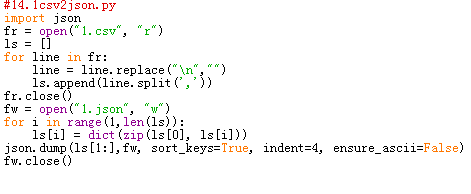 #14.1csv2json.py
import json
fr = open("1.csv", "r")
ls = []
for line in fr:
    line = line.replace("\n","")
    ls.append(line.split(','))
fr.close()
fw = open("1.json", "w")
for i in range(1,len(ls)):
    ls[i] = dict(zip(ls[0], ls[i]))
json.dump(ls[1:],fw, sort_keys=True, indent=4, ensure_ascii=False)
fw.close()